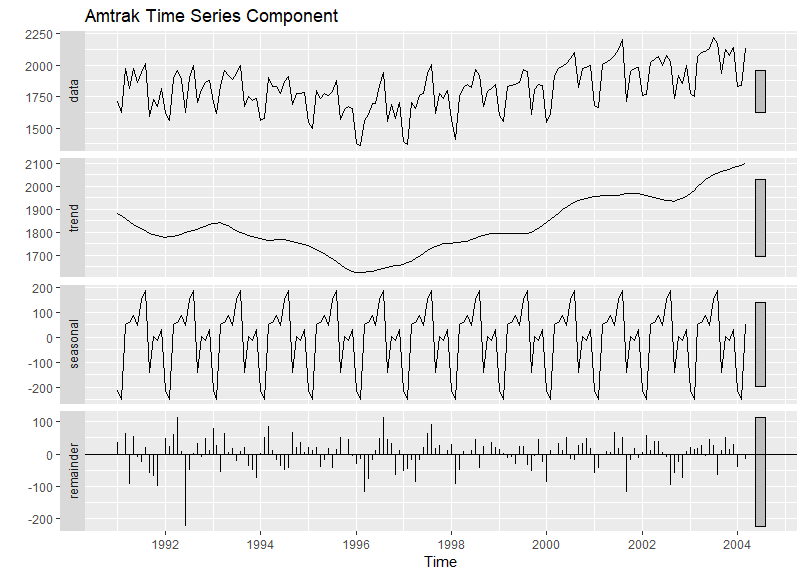 Amtrak Time Series Component
data
2250
2000
1750
1500
trend
2100
2000
1900
1800
1700
seasonal
200
100
0
-100
-200
remainder
100
0
-100
-200
1992 1994 1996 1998 2000 2002 2004
Time